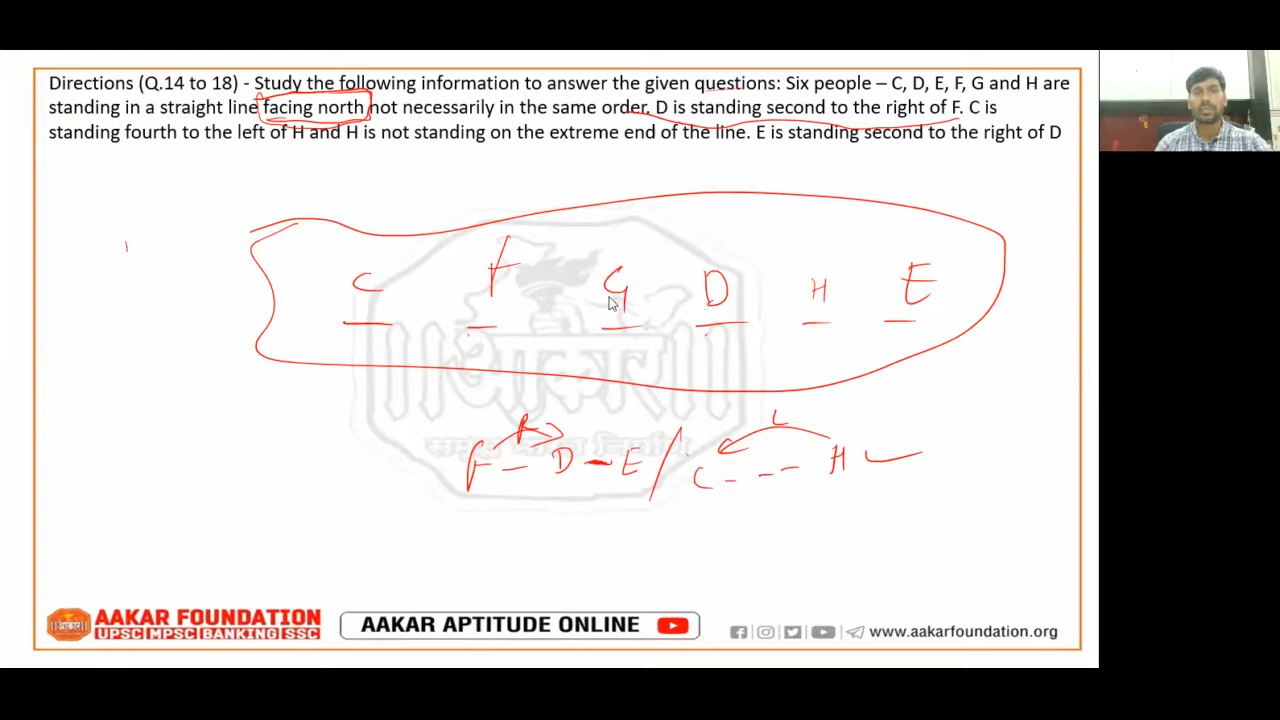 Directions (Q.14 to 18) - Study the following information to answer the given questions: Six people – C, D, E, F, G and H are
standing in a straight line facing north not necessarily in the same order. D is standing second to the right of F. C is
standing fourth to the left of H and H is not standing on the extreme end of the line. E is standing second to the right of D
C F G D H E
आकार
R L
F – D – E / C – – – H
आकार
AAKAR FOUNDATION
UPSC|MPSC|BANKING|SSC
AAKAR APTITUDE ONLINE
www.aakarfoundation.org